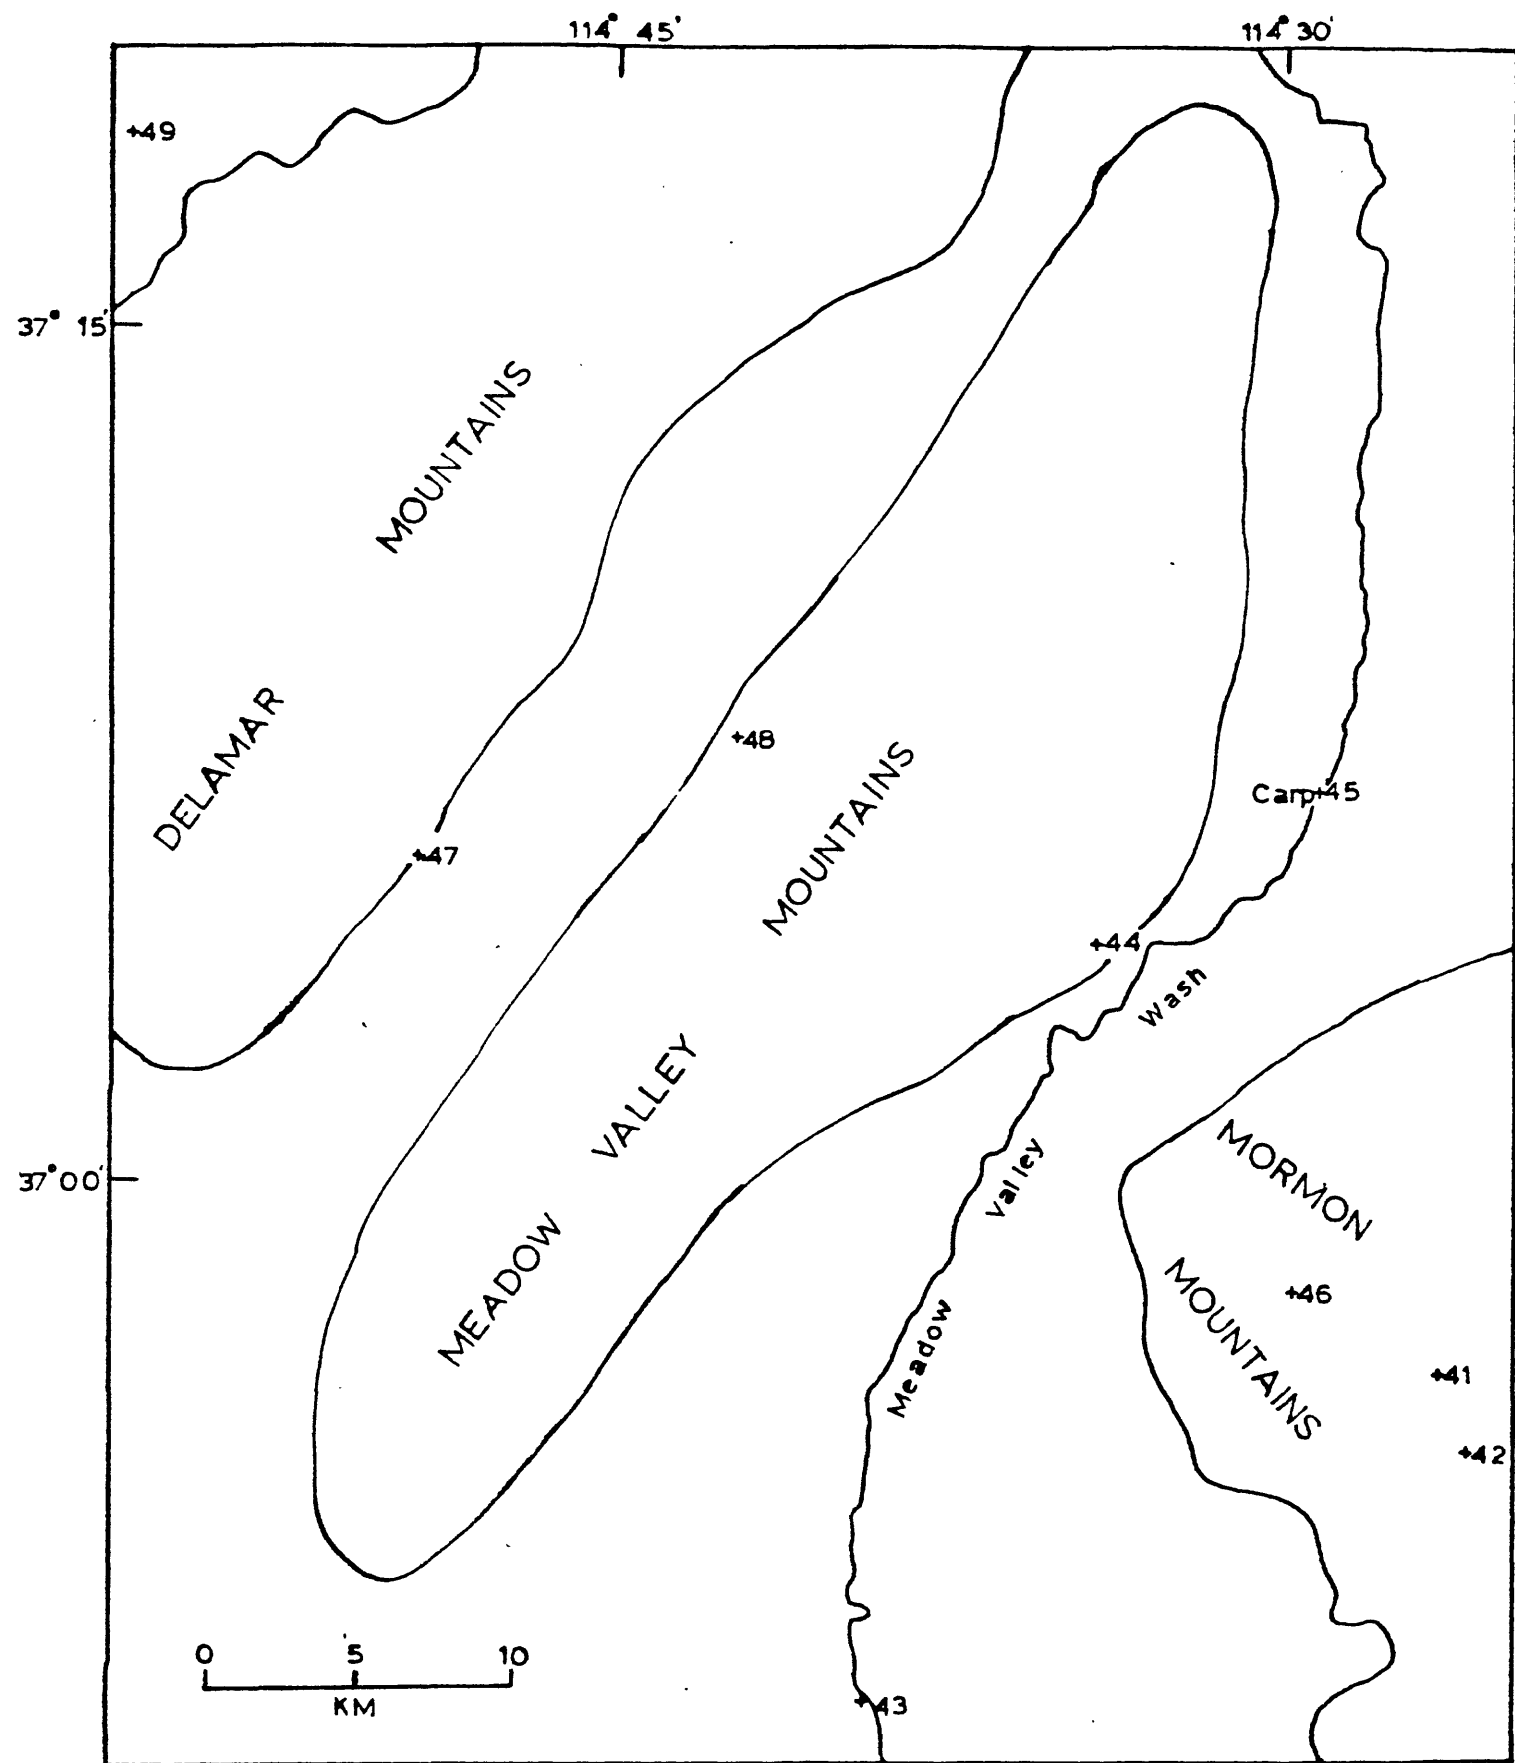 114° 45'
114° 30'
+49
37° 15'
DELAMAR MOUNTAINS
+48
Carp+45
+47
+44
MEADOW VALLEY MOUNTAINS
Meadow Valley Wash
37° 00'
MORMON
MOUNTAINS
+46
+41
+42
0 5 10
KM
+43